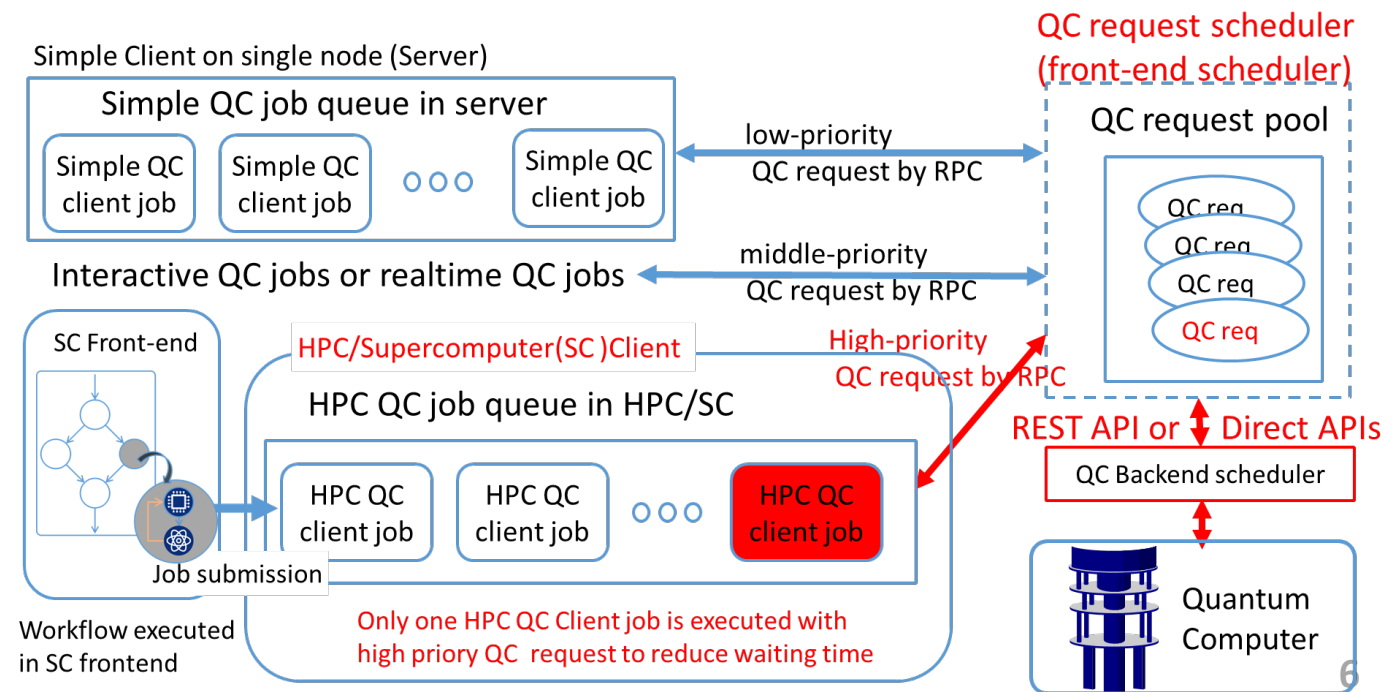 Simple Client on single node (Server)
Simple QC job queue in server
Simple QC
client job
Simple QC
client job
Simple QC
client job
low-priority
QC request by RPC
QC request scheduler
(front-end scheduler)
QC request pool
QC req
QC req
QC req
QC req
Interactive QC jobs or realtime QC jobs
middle-priority
QC request by RPC
SC Front-end
HPC/Supercomputer(SC )Client
High-priority
QC request by RPC
HPC QC job queue in HPC/SC
HPC QC
client job
HPC QC
client job
HPC QC
client job
Job submission
REST API or Direct APIs
QC Backend scheduler
Only one HPC QC Client job is executed with
high priory QC request to reduce waiting time
Workflow executed
in SC frontend
Quantum
Computer
6